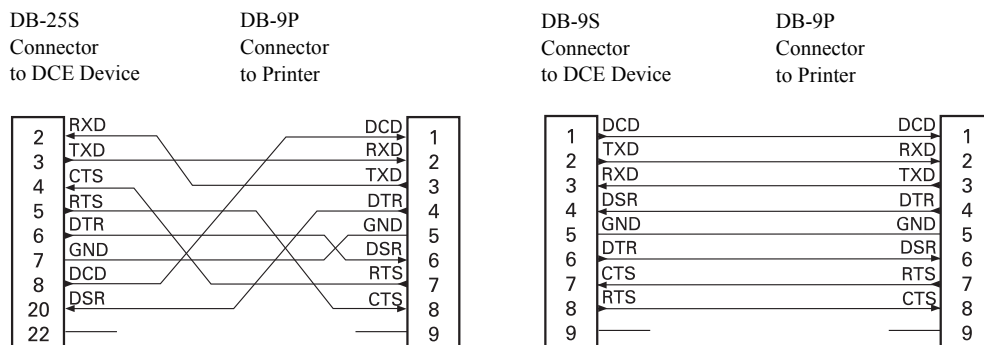 DB-25S
Connector
to DCE Device
DB-9P
Connector
to Printer
2 RXD DCD 1
3 TXD RXD 2
4 CTS TXD 3
5 RTS DTR 4
6 DTR GND 5
7 GND DSR 6
8 DCD RTS 7
20 DSR CTS 8
22 9
DB-9S
Connector
to DCE Device
DB-9P
Connector
to Printer
1 DCD DCD 1
2 TXD RXD 2
3 RXD TXD 3
4 DSR DTR 4
5 GND GND 5
6 DTR DSR 6
7 CTS RTS 7
8 RTS CTS 8
9 9